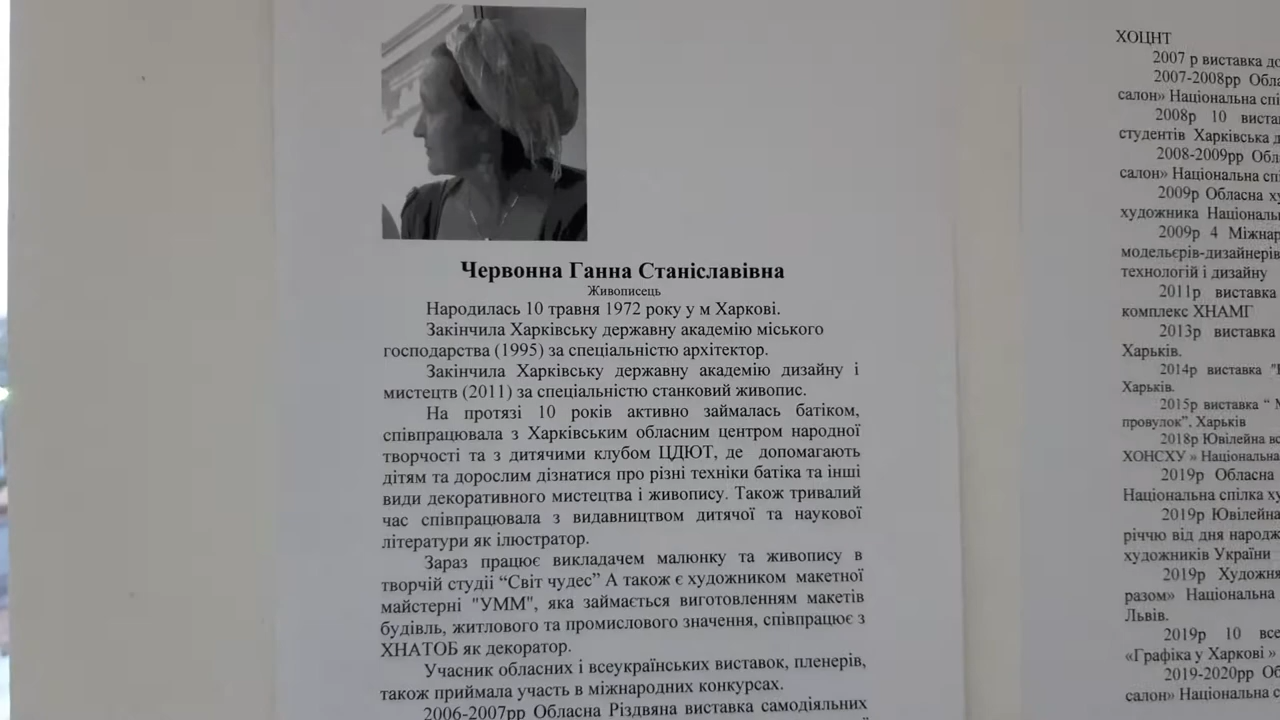 Червонна Ганна Станіславівна
Живописець
Народилась 10 травня 1972 року у м Харкові.
Закінчила Харківську державну академію міського
господарства (1995) за спеціальністю архітектор.
Закінчила Харківську державну академію дизайну і
мистецтв (2011) за спеціальністю станковий живопис.
На протязі 10 років активно займалась батіком,
співпрацювала з Харківським обласним центром народної
творчості та з дитячими клубом ЦДЮТ, де допомагають
дітям та дорослим дізнатися про різні техніки батіка та інші
види декоративного мистецтва і живопису. Також тривалий
час співпрацювала з видавництвом дитячої та наукової
літератури як ілюстратор.
Зараз працює викладачем малюнку та живопису в
творчій студії “Світ чудес” А також є художником макетної
майстерні "УММ", яка займається виготовленням макетів
будівль, житлового та промислового значення, співпрацює з
ХНАТОБ як декоратор.
Учасник обласних і всеукраїнських виставок, пленерів,
також приймала участь в міжнародних конкурсах.
2006-2007рр Обласна Різдвяна виставка самодіяльних
ХОЦНТ
2007 р виставка
2007-2008рр
салон» Національна
2008р 10
студентів Харківська
2008-2009рр
салон» Національна
2009р Обласна
художника
2009р 4
модельєрів-дизайнерів
технологій і дизайну
2011р виставка
комплекс ХНАМГ
2013р виставка
Харьків.
2014р виставка
Харьків.
2015р виставка “
провулок”, Харьків
2018р Ювілейна
ХОНСХУ » Національна
2019р Обласна
Національна спілка
2019р Ювілейна
річчю від дня
художників України
2019р
разом» Національна
Львів.
2019р 10
«Графіка у Харкові »
2019-2020рр
салон» Національна